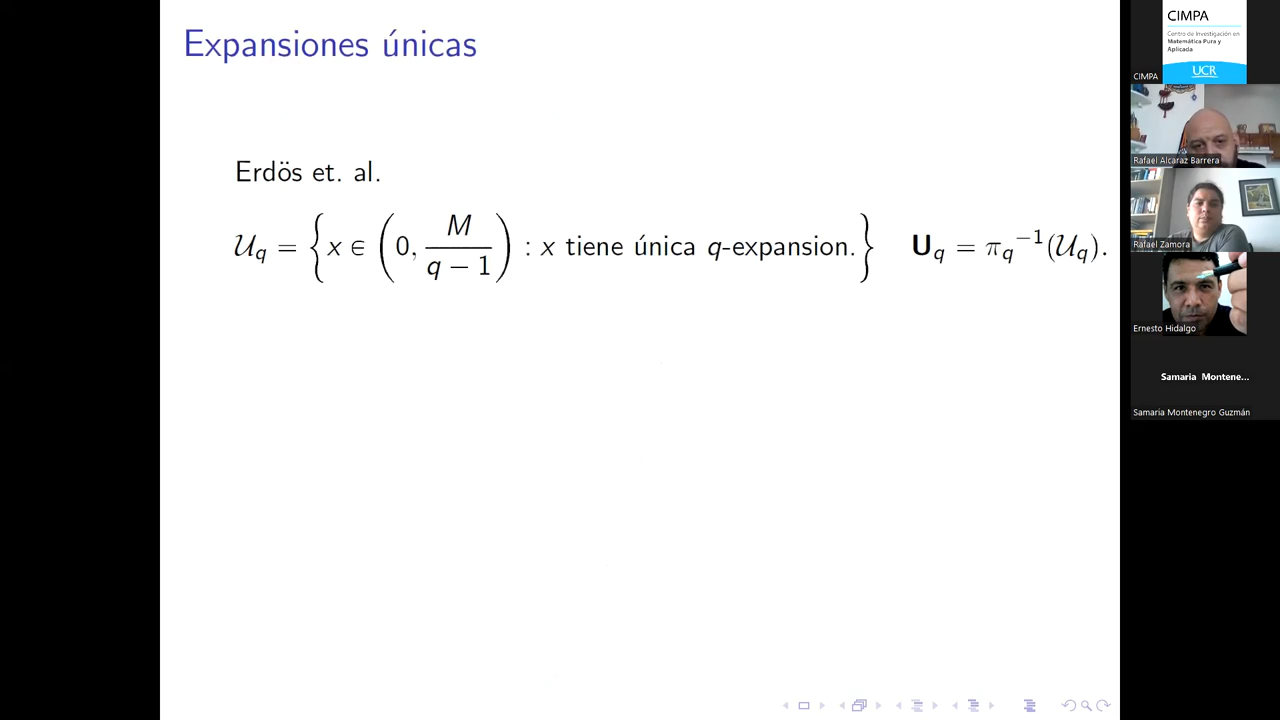 Expansiones únicas
Erdös et. al.
𝒰_q = { x ∈ (0, M/(q − 1)) : x tiene única q-expansion. }    𝐔_q = π_q⁻¹(𝒰_q).
CIMPA
Centro de Investigación en
Matemática Pura y
Aplicada
UCR
CIMPA
Rafael Alcaraz Barrera
Rafael Zamora
Ernesto Hidalgo
Samaria Montene...
Samaria Montenegro Guzmán